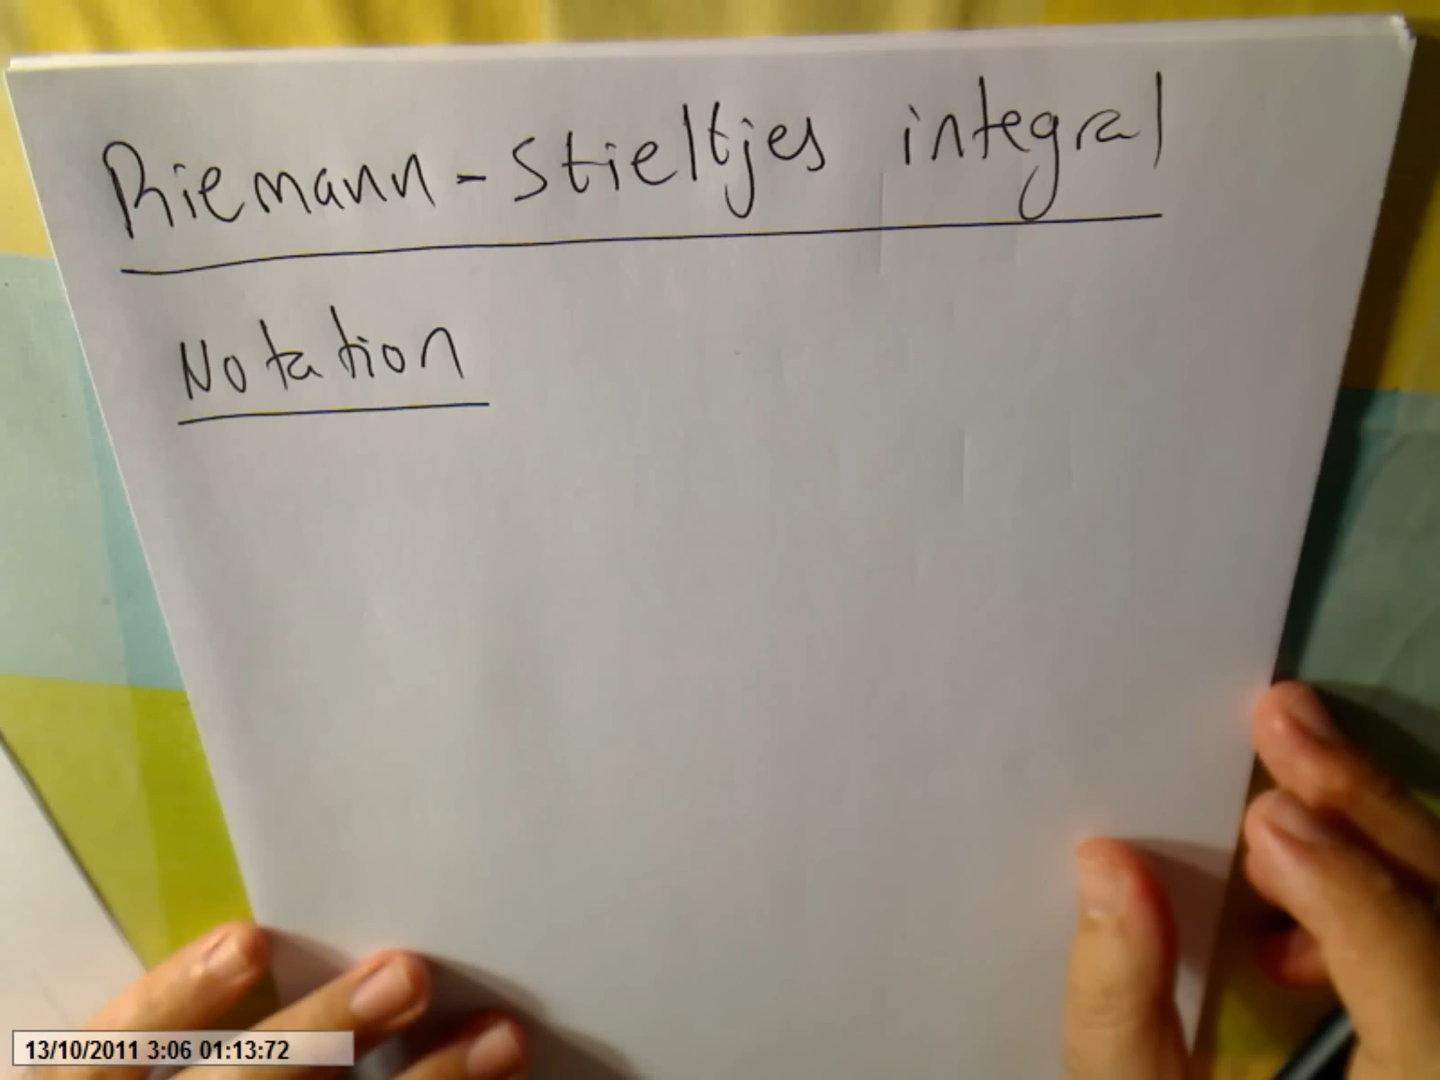 Riemann - Stieltjes integral
Notation
13/10/2011 3:06 01:13:72